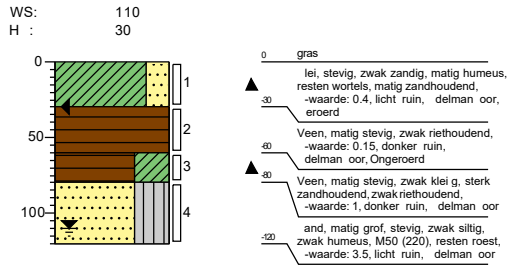 WS: 110
H : 30
0
50
100
1
2
3
4
0 gras
lei, stevig, zwak zandig, matig humeus,
resten wortels, matig zandhoudend,
-waarde: 0.4, licht ruin, delman oor,
eroerd
-30
Veen, matig stevig, zwak riethoudend,
-waarde: 0.15, donker ruin,
delman oor, Ongeroerd
-60
Veen, matig stevig, zwak klei g, sterk
zandhoudend, zwak riethoudend,
-waarde: 1, donker ruin, delman oor
-80
and, matig grof, stevig, zwak siltig,
zwak humeus, M50 (220), resten roest,
-waarde: 3.5, licht ruin, delman oor
-120